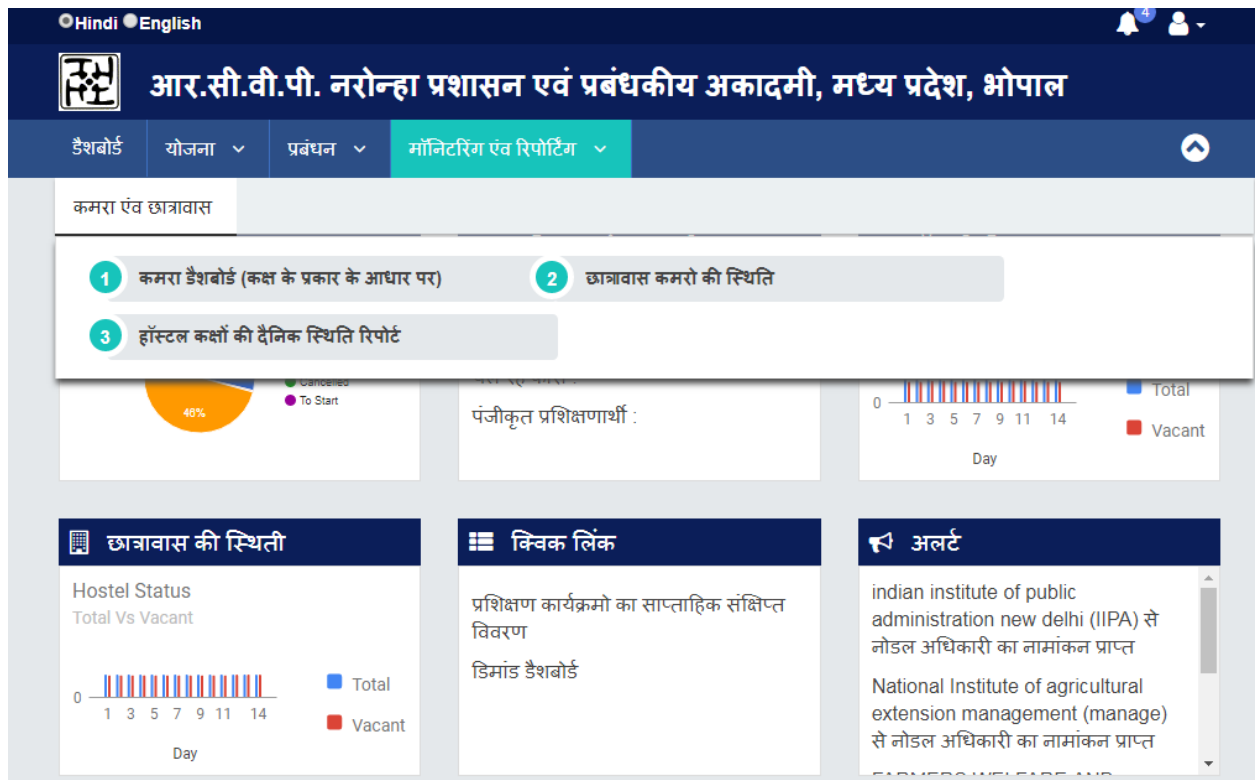 Hindi English
4
आर.सी.वी.पी. नरोन्हा प्रशासन एवं प्रबंधकीय अकादमी, मध्य प्रदेश, भोपाल
डैशबोर्ड योजना प्रबंधन मॉनिटरिंग एंव रिपोर्टिंग
कमरा एंव छात्रावास
1 कमरा डैशबोर्ड (कक्ष के प्रकार के आधार पर)
2 छात्रावास कमरो की स्थिति
3 हॉस्टल कक्षों की दैनिक स्थिति रिपोर्ट
46%
Cancelled
To Start
पंजीकृत प्रशिक्षणार्थी :
0
1 3 5 7 9 11 14
Day
Total
Vacant
छात्रावास की स्थिती
Hostel Status
Total Vs Vacant
0
1 3 5 7 9 11 14
Day
Total
Vacant
क्विक लिंक
प्रशिक्षण कार्यक्रमो का साप्ताहिक संक्षिप्त
विवरण
डिमांड डैशबोर्ड
अलर्ट
indian institute of public
administration new delhi (IIPA) से
नोडल अधिकारी का नामांकन प्राप्त
National Institute of agricultural
extension management (manage)
से नोडल अधिकारी का नामांकन प्राप्त